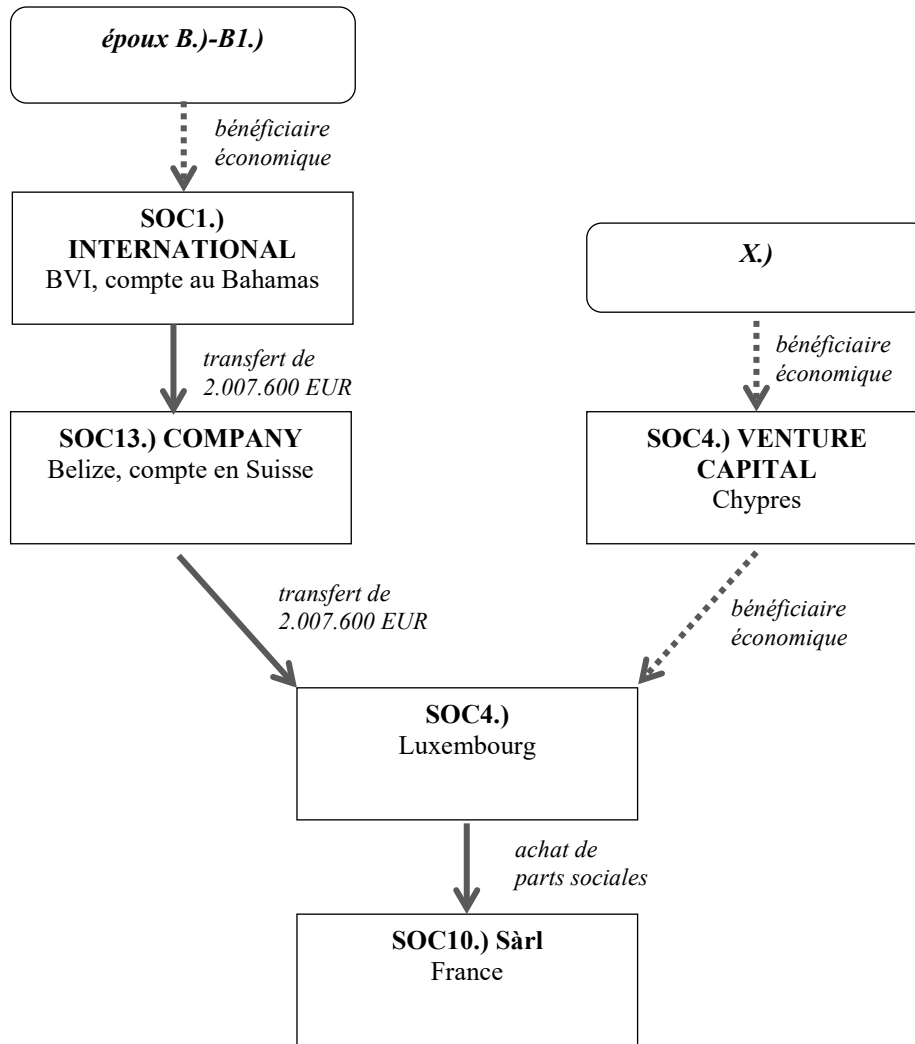 époux B.)-B1.)
bénéficiaire
économique
SOC1.)
INTERNATIONAL
BVI, compte au Bahamas
X.)
transfert de
2.007.600 EUR
bénéficiaire
économique
SOC13.) COMPANY
Belize, compte en Suisse
SOC4.) VENTURE
CAPITAL
Chypres
transfert de
2.007.600 EUR
bénéficiaire
économique
SOC4.)
Luxembourg
achat de
parts sociales
SOC10.) Sàrl
France